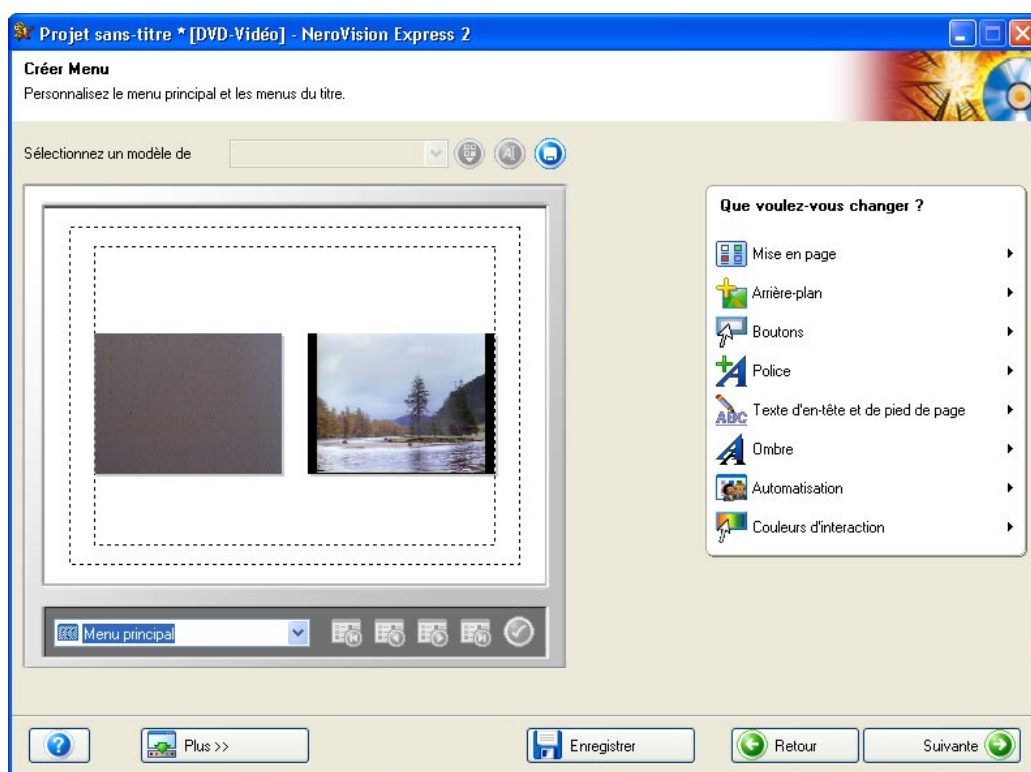 Projet sans-titre * [DVD-Vidéo] - NeroVision Express 2
Créer Menu
Personnalisez le menu principal et les menus du titre.
Sélectionnez un modèle de
Que voulez-vous changer ?
Mise en page
Arrière-plan
Boutons
Police
Texte d'en-tête et de pied de page
Ombre
Automatisation
Couleurs d'interaction
Menu principal
Plus >>
Enregistrer
Retour
Suivante